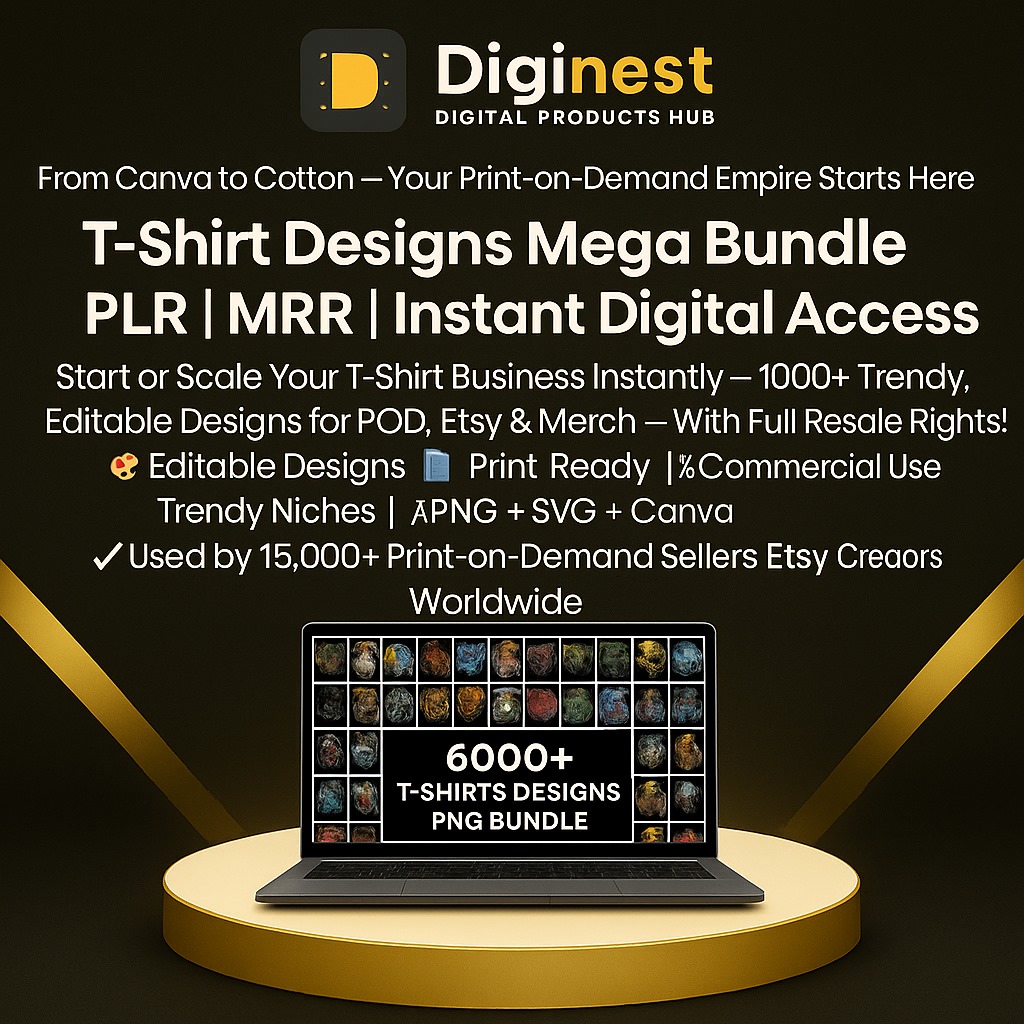 D
Diginest
DIGITAL PRODUCTS HUB
From Canva to Cotton – Your Print-on-Demand Empire Starts Here
T-Shirt Designs Mega Bundle
PLR | MRR | Instant Digital Access
Start or Scale Your T-Shirt Business Instantly – 1000+ Trendy,
Editable Designs for POD, Etsy & Merch – With Full Resale Rights!
🎨 Editable Designs 📘 Print Ready |%Commercial Use
Trendy Niches | APNG + SVG + Canva
✓Used by 15,000+ Print-on-Demand Sellers Etsy Creaors
Worldwide
6000+
T-SHIRTS DESIGNS
PNG BUNDLE